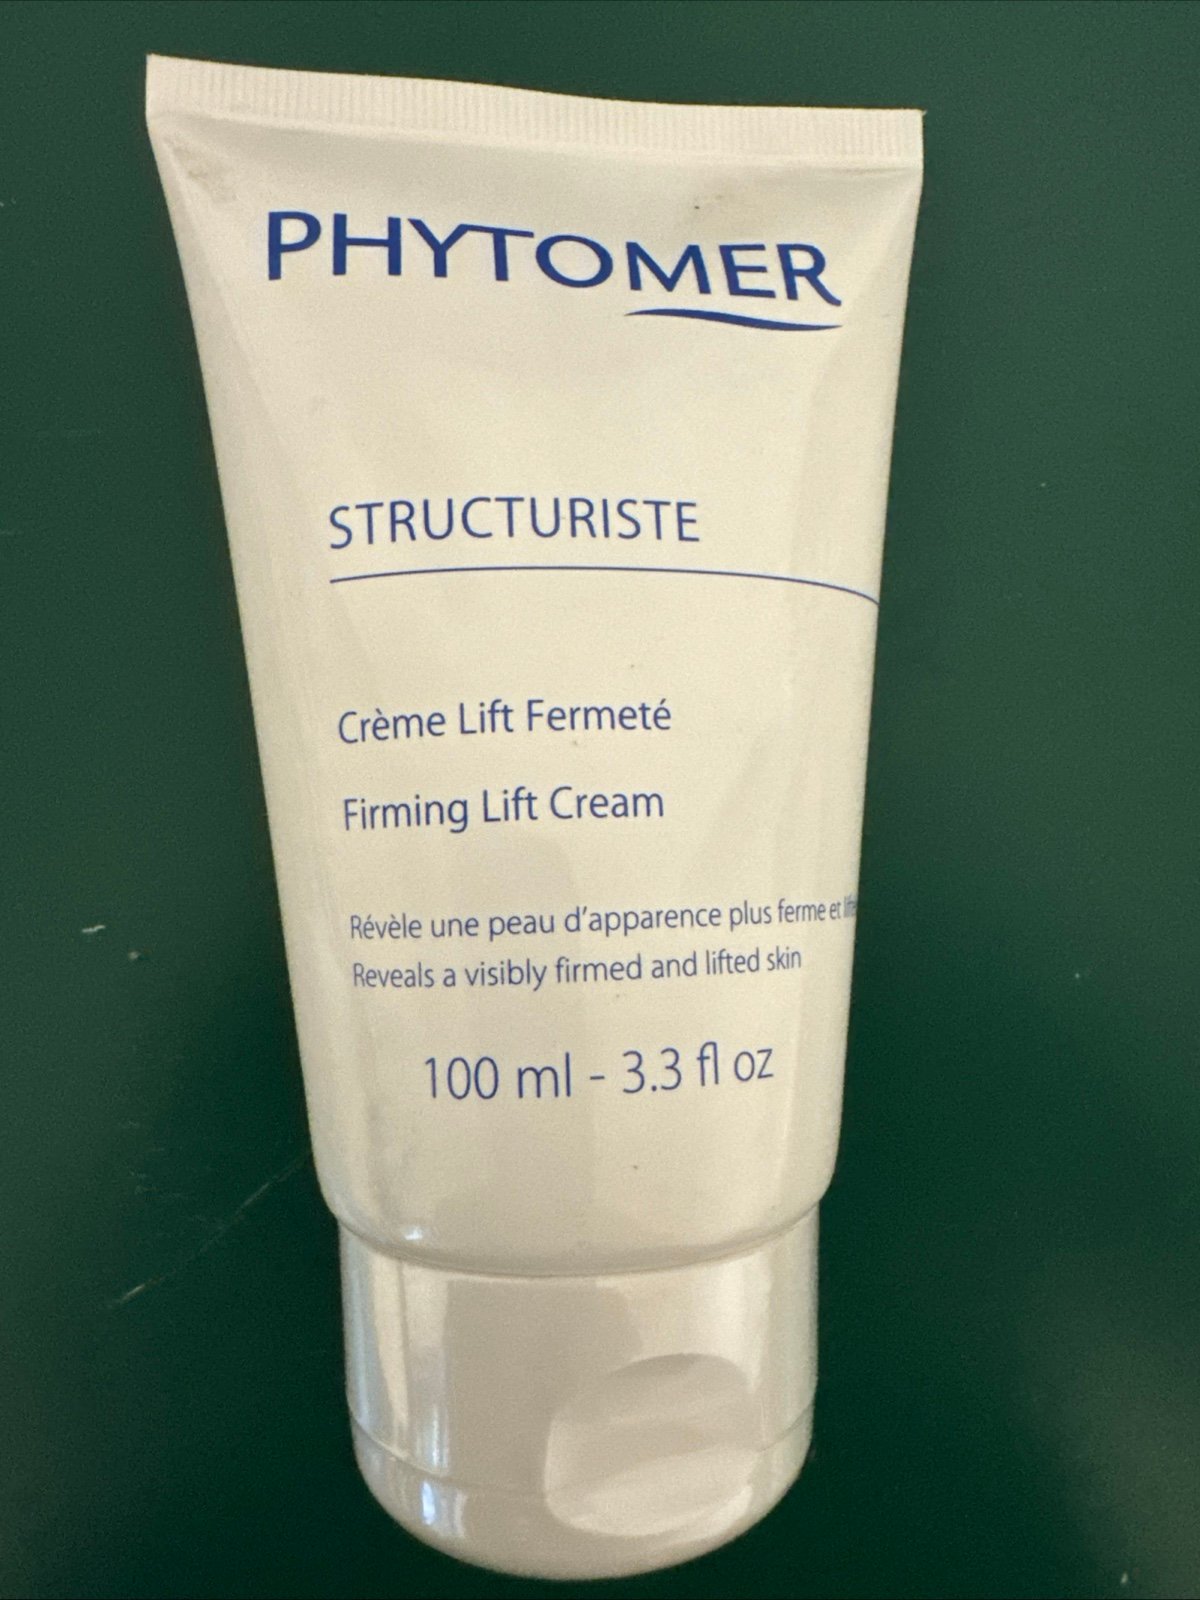 PHYTOMER
STRUCTURISTE
Crème Lift Fermeté
Firming Lift Cream
Révèle une peau d'apparence plus ferme et
Reveals a visibly firmed and lifted skin
100 ml - 3.3 fl oz